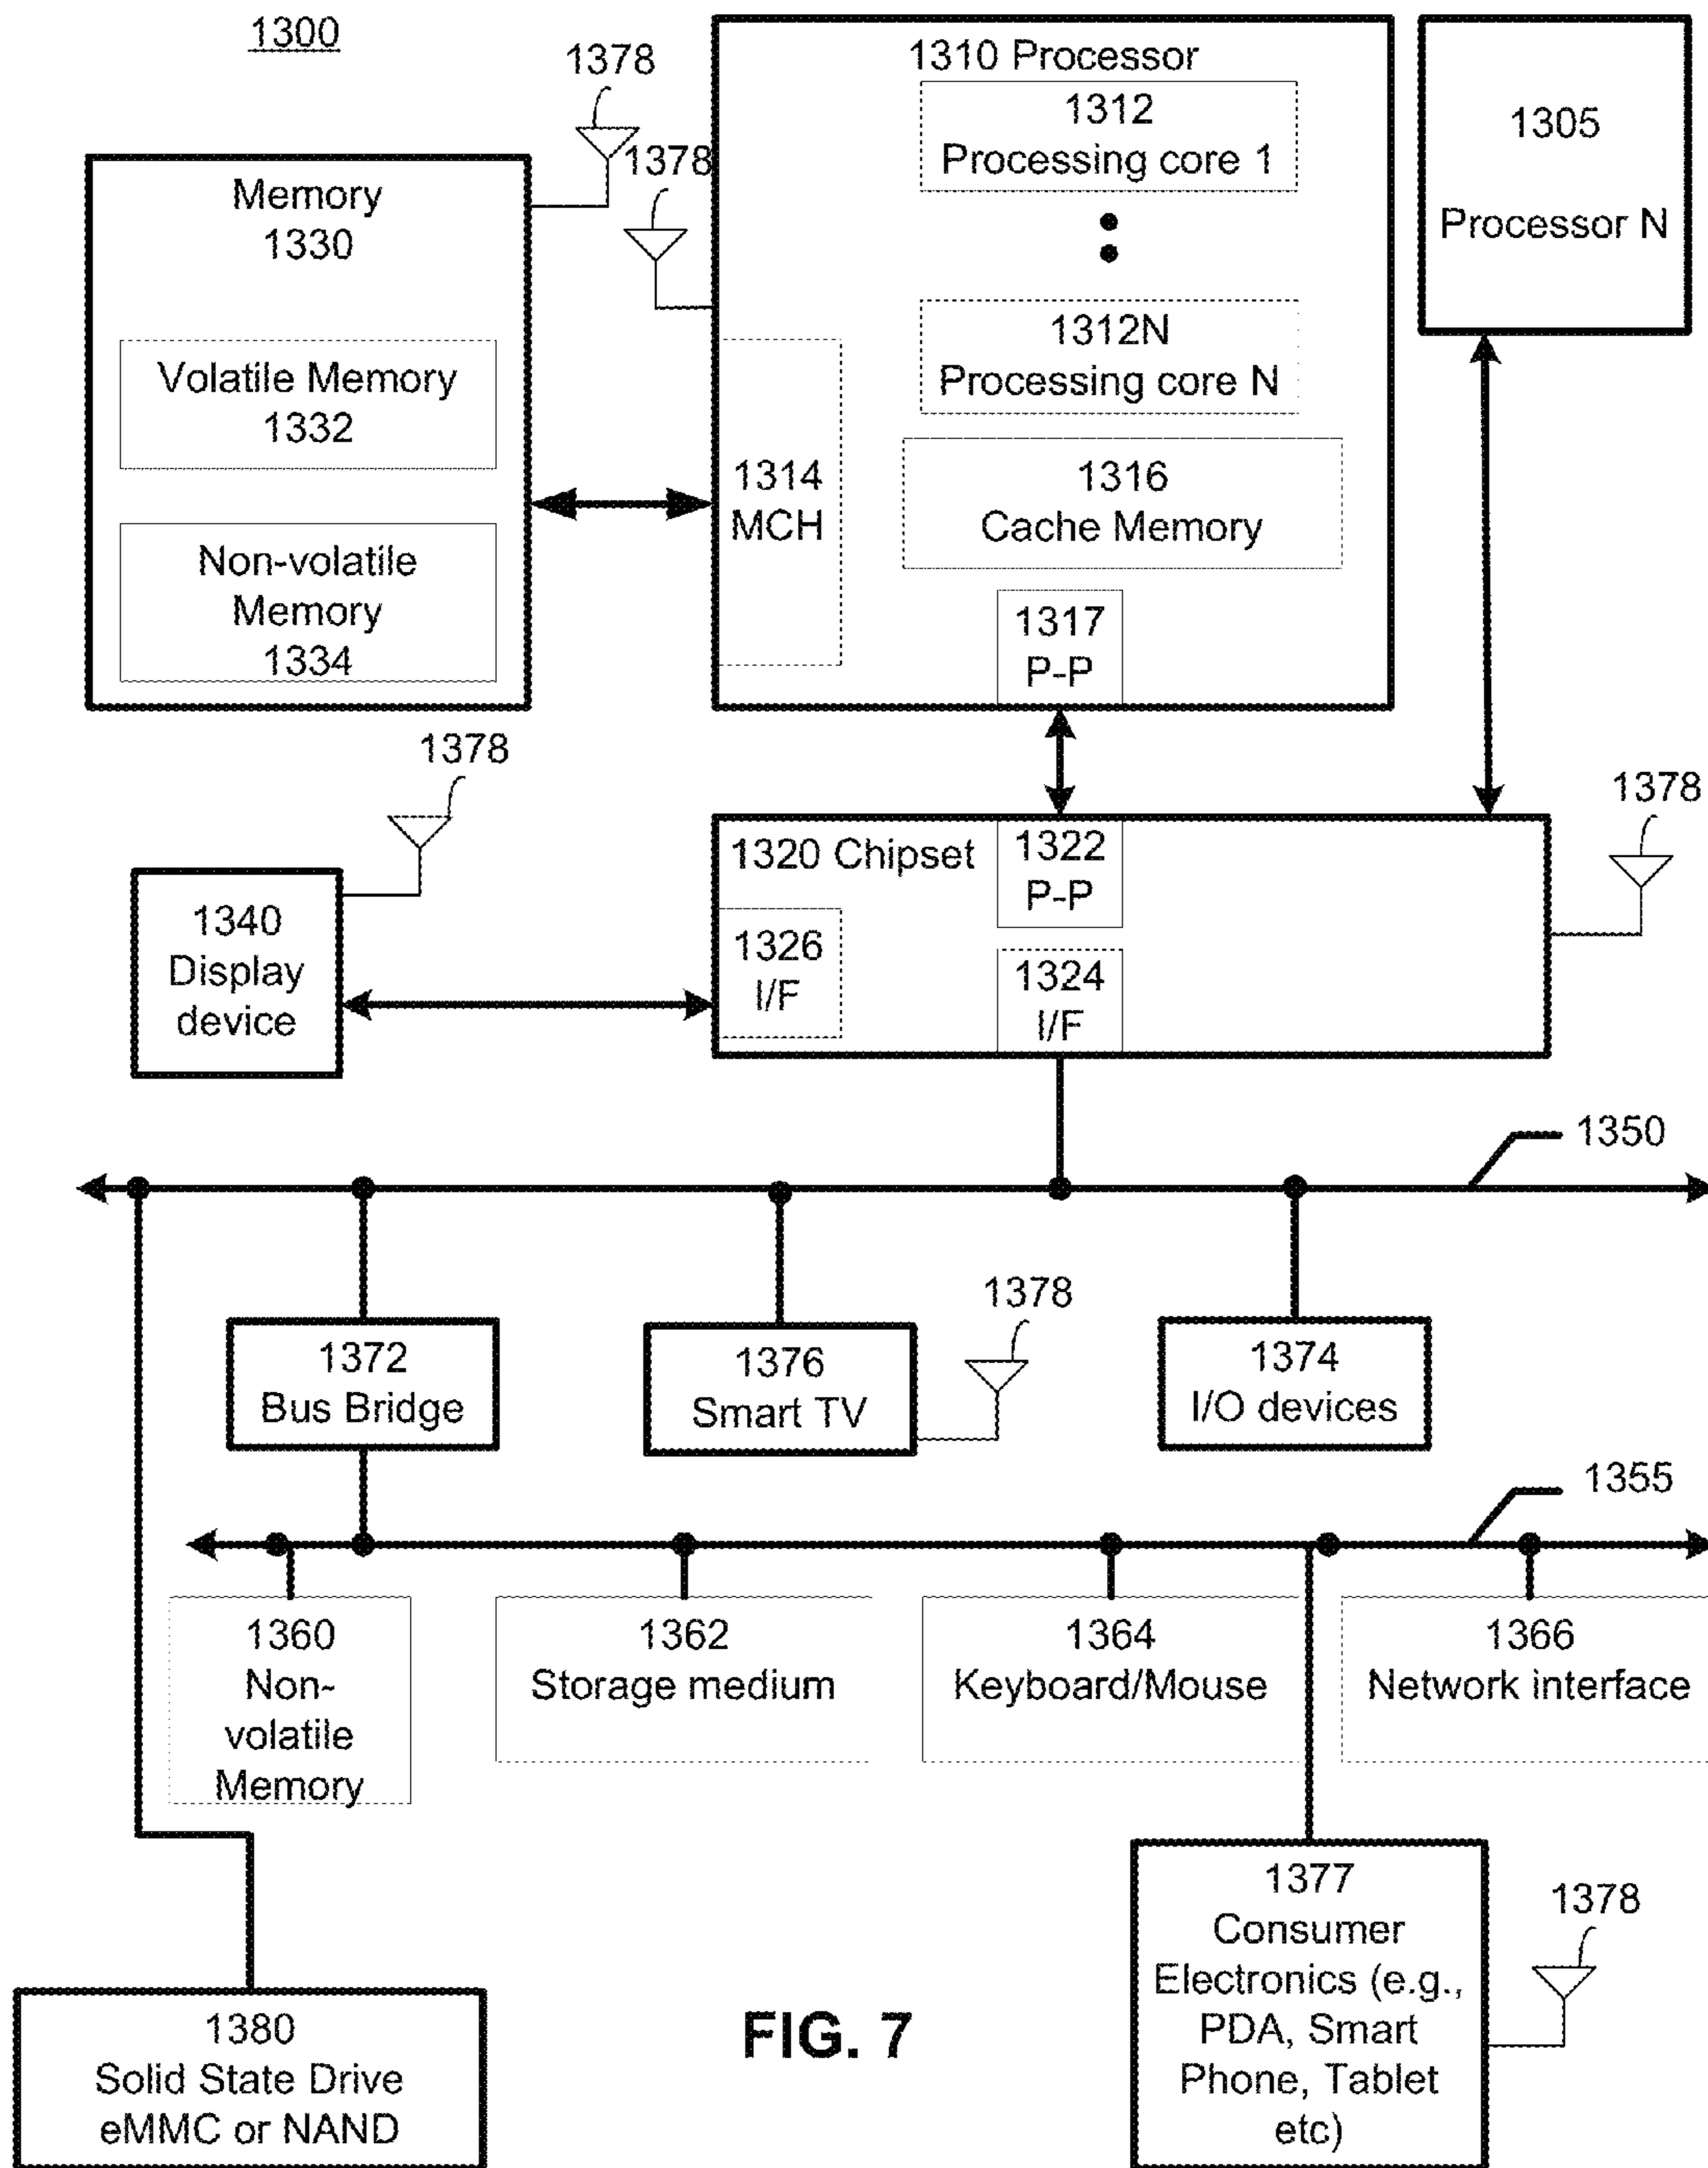 1300
1378
1378
1310 Processor
1312
Processing core 1
1312N
Processing core N
1314
MCH
1316
Cache Memory
1317
P-P
1305
Processor N
Memory
1330
Volatile Memory
1332
Non-volatile
Memory
1334
1378
1340
Display
device
1320 Chipset
1322
P-P
1326
I/F
1324
I/F
1378
1350
1372
Bus Bridge
1376
Smart TV
1378
1374
I/O devices
1355
1360
Non-
volatile
Memory
1362
Storage medium
1364
Keyboard/Mouse
1366
Network interface
1380
Solid State Drive
eMMC or NAND
FIG. 7
1377
Consumer
Electronics (e.g.,
PDA, Smart
Phone, Tablet
etc)
1378